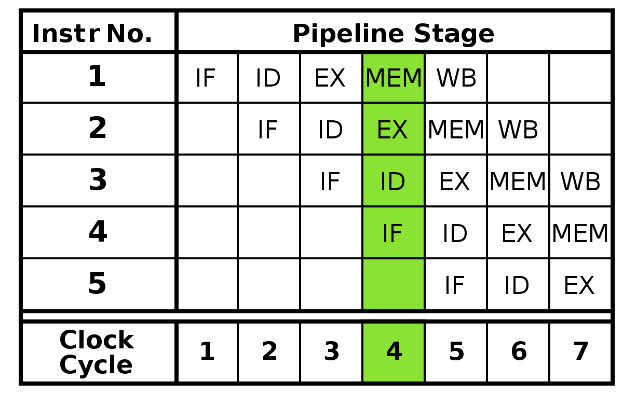 Instr No. Pipeline Stage
1 IF ID EX MEM WB
2 IF ID EX MEM WB
3 IF ID EX MEM WB
4 IF ID EX MEM
5 IF ID EX
Clock
Cycle 1 2 3 4 5 6 7